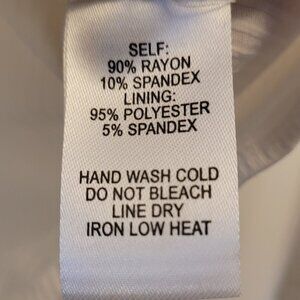 SELF:
90% RAYON
10% SPANDEX
LINING:
95% POLYESTER
5% SPANDEX
HAND WASH COLD
DO NOT BLEACH
LINE DRY
IRON LOW HEAT